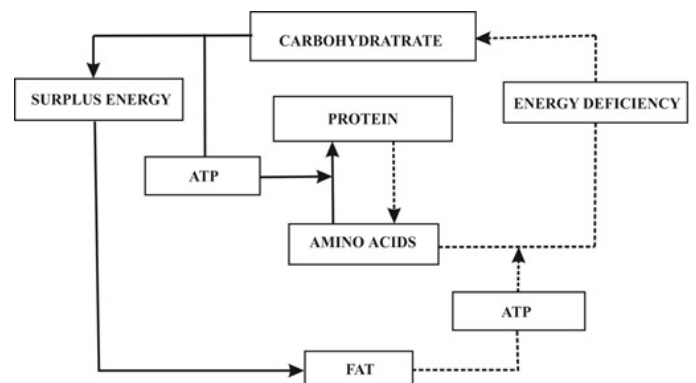 CARBOHYDRATRATE
SURPLUS ENERGY
ENERGY DEFICIENCY
PROTEIN
ATP
AMINO ACIDS
ATP
FAT